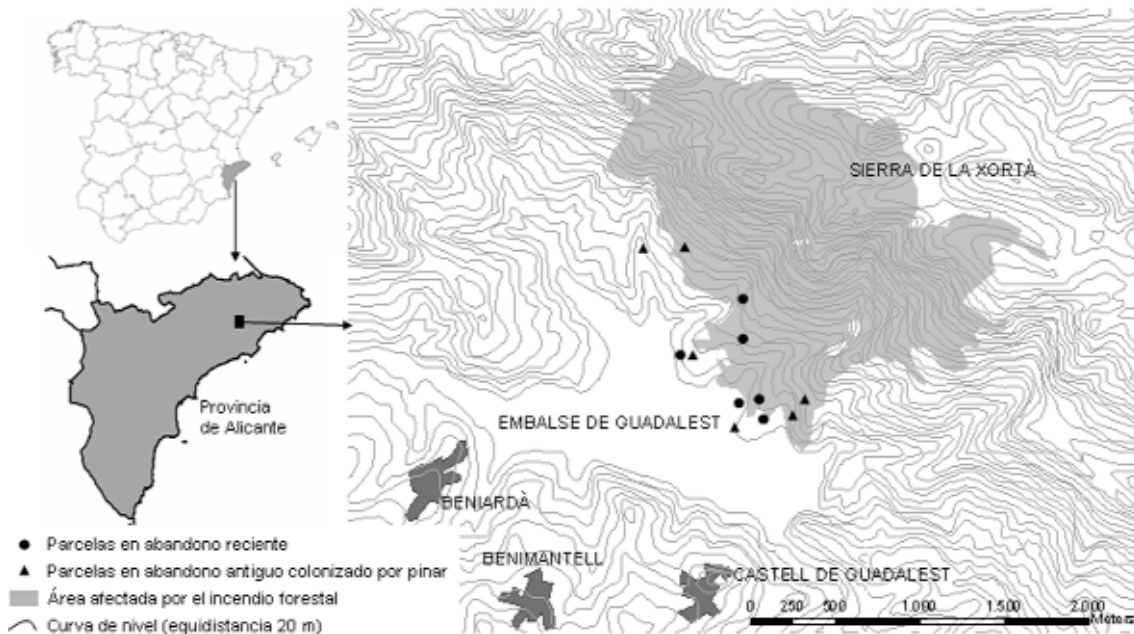 SIERRA DE LA XORTÀ
Provincia
de Alicante
EMBALSE DE GUADALEST
BENIARDÀ
BENIMANTELL
CASTELL DE GUADALEST
Parcelas en abandono reciente
Parcelas en abandono antiguo colonizado por pinar
Área afectada por el incendio forestal
Curva de nivel (equidistancia 20 m)
0 250 500 1.000 1.500 2.000
Meters